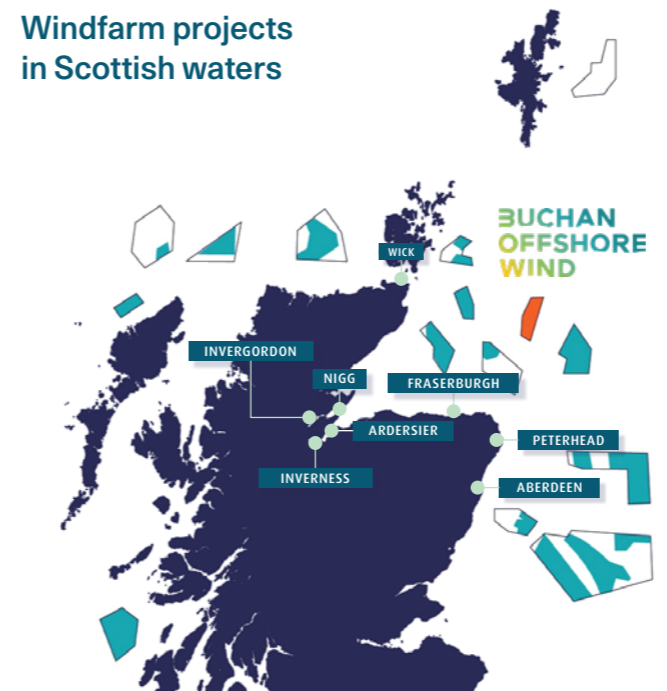 Windfarm projects
in Scottish waters
BUCHAN
OFFSHORE
WIND
WICK
INVERGORDON
NIGG
FRASERBURGH
ARDERSIER
PETERHEAD
INVERNESS
ABERDEEN